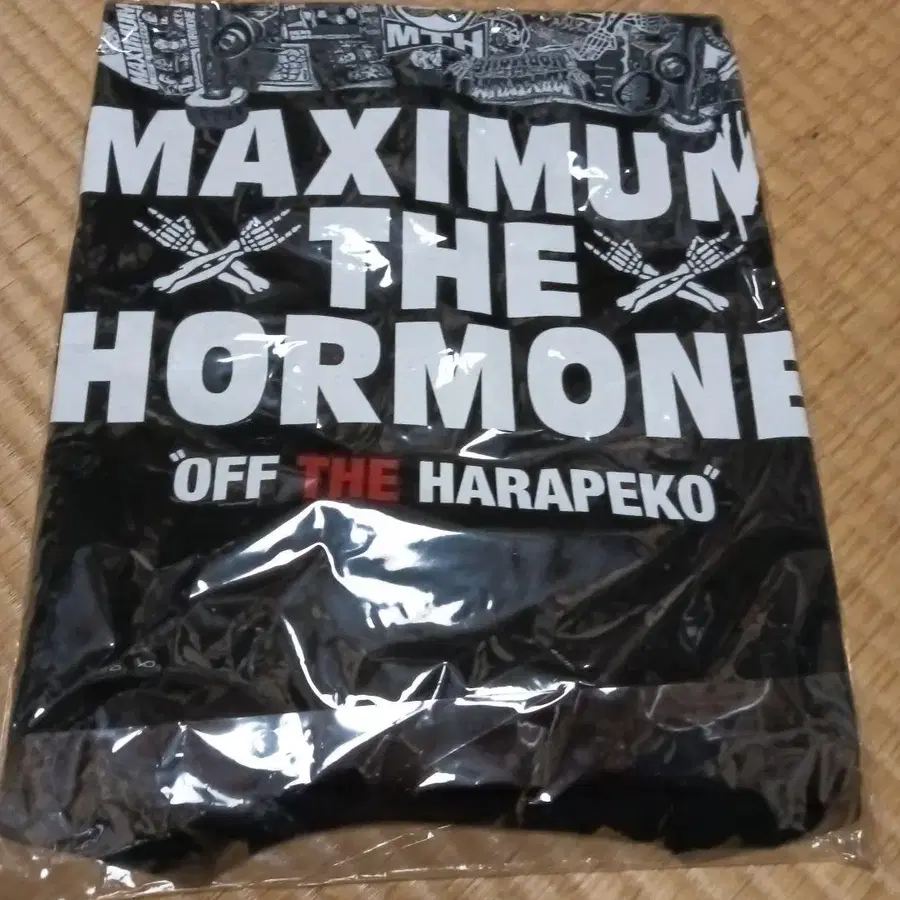 MTH
MAXIMUM
THE
HORMONE
"OFF THE HARAPEKO"